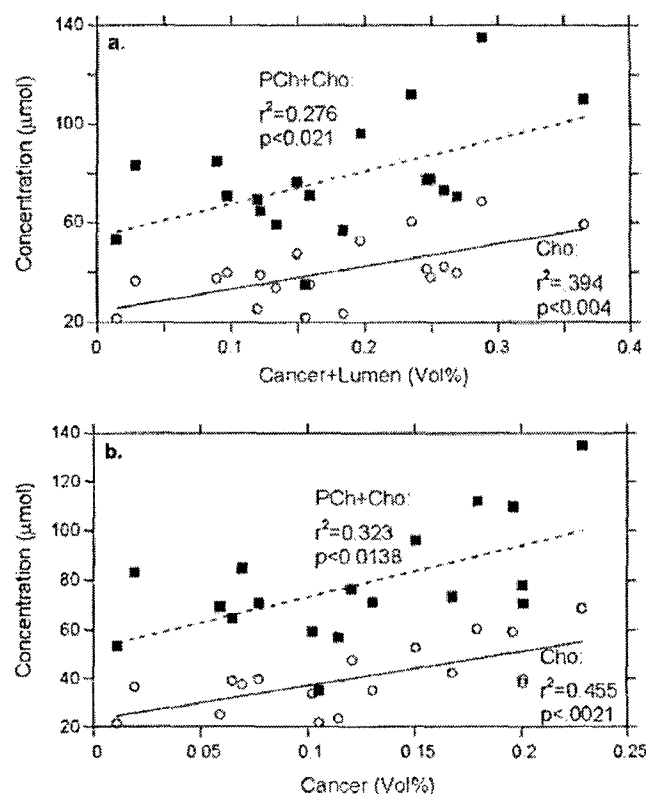 140
a.
PCh+Cho:
r²=0.276
p<0.021
100
Concentration (µmol)
60
Cho:
r²=.394
p<0.004
20
0 0.1 0.2 0.3 0.4
Cancer+Lumen (Vol%)
140
b.
120
PCh+Cho:
r²=0.323
p<0.0138
100
Concentration (µmol)
80
60
Cho:
r²=0.455
p<.0021
40
20
0 0.05 0.1 0.15 0.2 0.25
Cancer (Vol%)